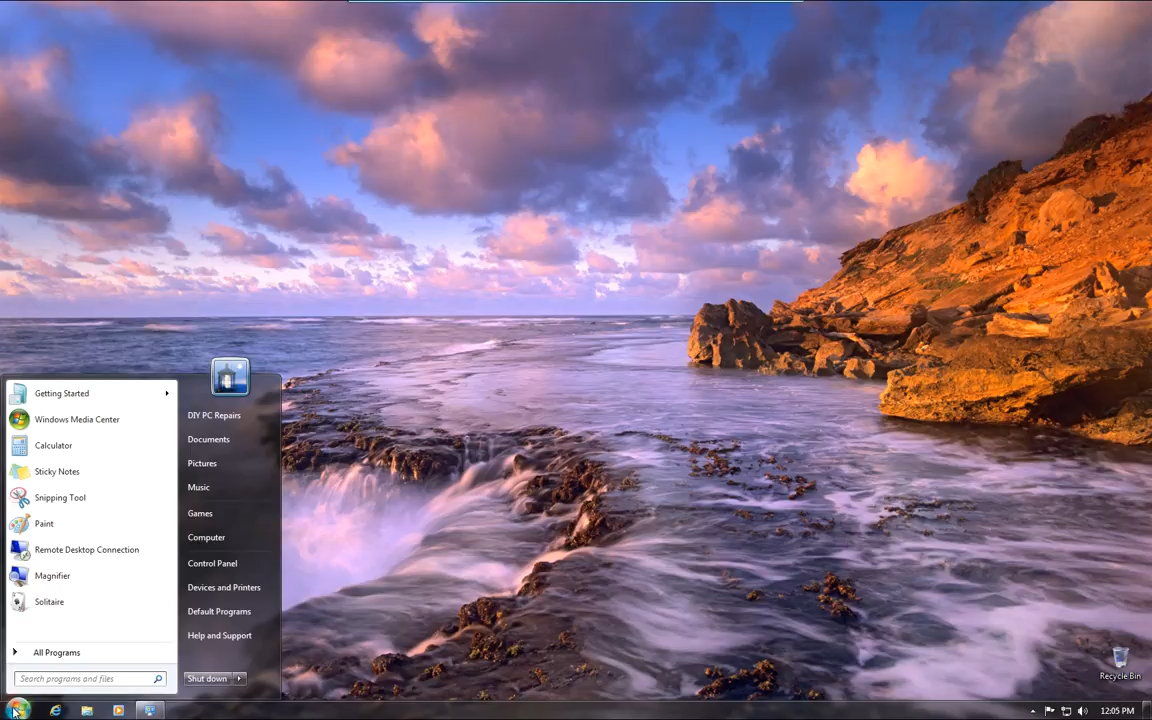 Getting Started
Windows Media Center
Calculator
Sticky Notes
Snipping Tool
Paint
Remote Desktop Connection
Magnifier
Solitaire
All Programs
Search programs and files
DIY PC Repairs
Documents
Pictures
Music
Games
Computer
Control Panel
Devices and Printers
Default Programs
Help and Support
Shut down
Recycle Bin
12:05 PM